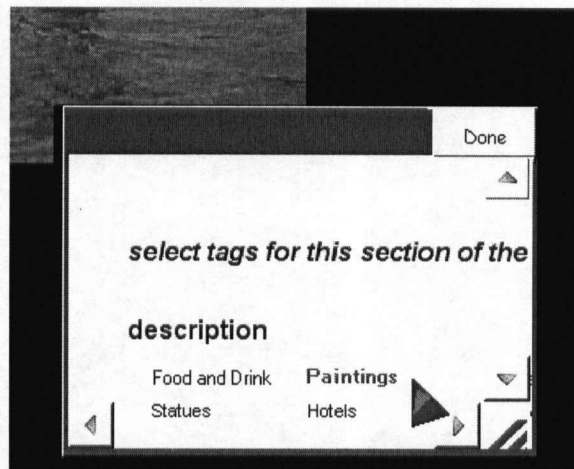 Done
select tags for this section of the
description
Food and Drink Paintings
Statues Hotels